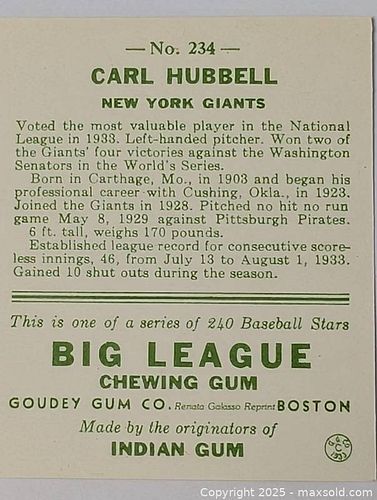 — No. 234 —
CARL HUBBELL
NEW YORK GIANTS
Voted the most valuable player in the National
League in 1933. Left-handed pitcher. Won two of
the Giants' four victories against the Washington
Senators in the World's Series.
Born in Carthage, Mo., in 1903 and began his
professional career with Cushing, Okla., in 1923.
Joined the Giants in 1928. Pitched no hit no run
game May 8, 1929 against Pittsburgh Pirates.
6 ft. tall, weighs 170 pounds.
Established league record for consecutive score-
less innings, 46, from July 13 to August 1, 1933.
Gained 10 shut outs during the season.
This is one of a series of 240 Baseball Stars
BIG LEAGUE
CHEWING GUM
GOUDEY GUM CO. Renata Galasso Reprint BOSTON
Made by the originators of
INDIAN GUM
Copyright © 2025 - maxsold.com